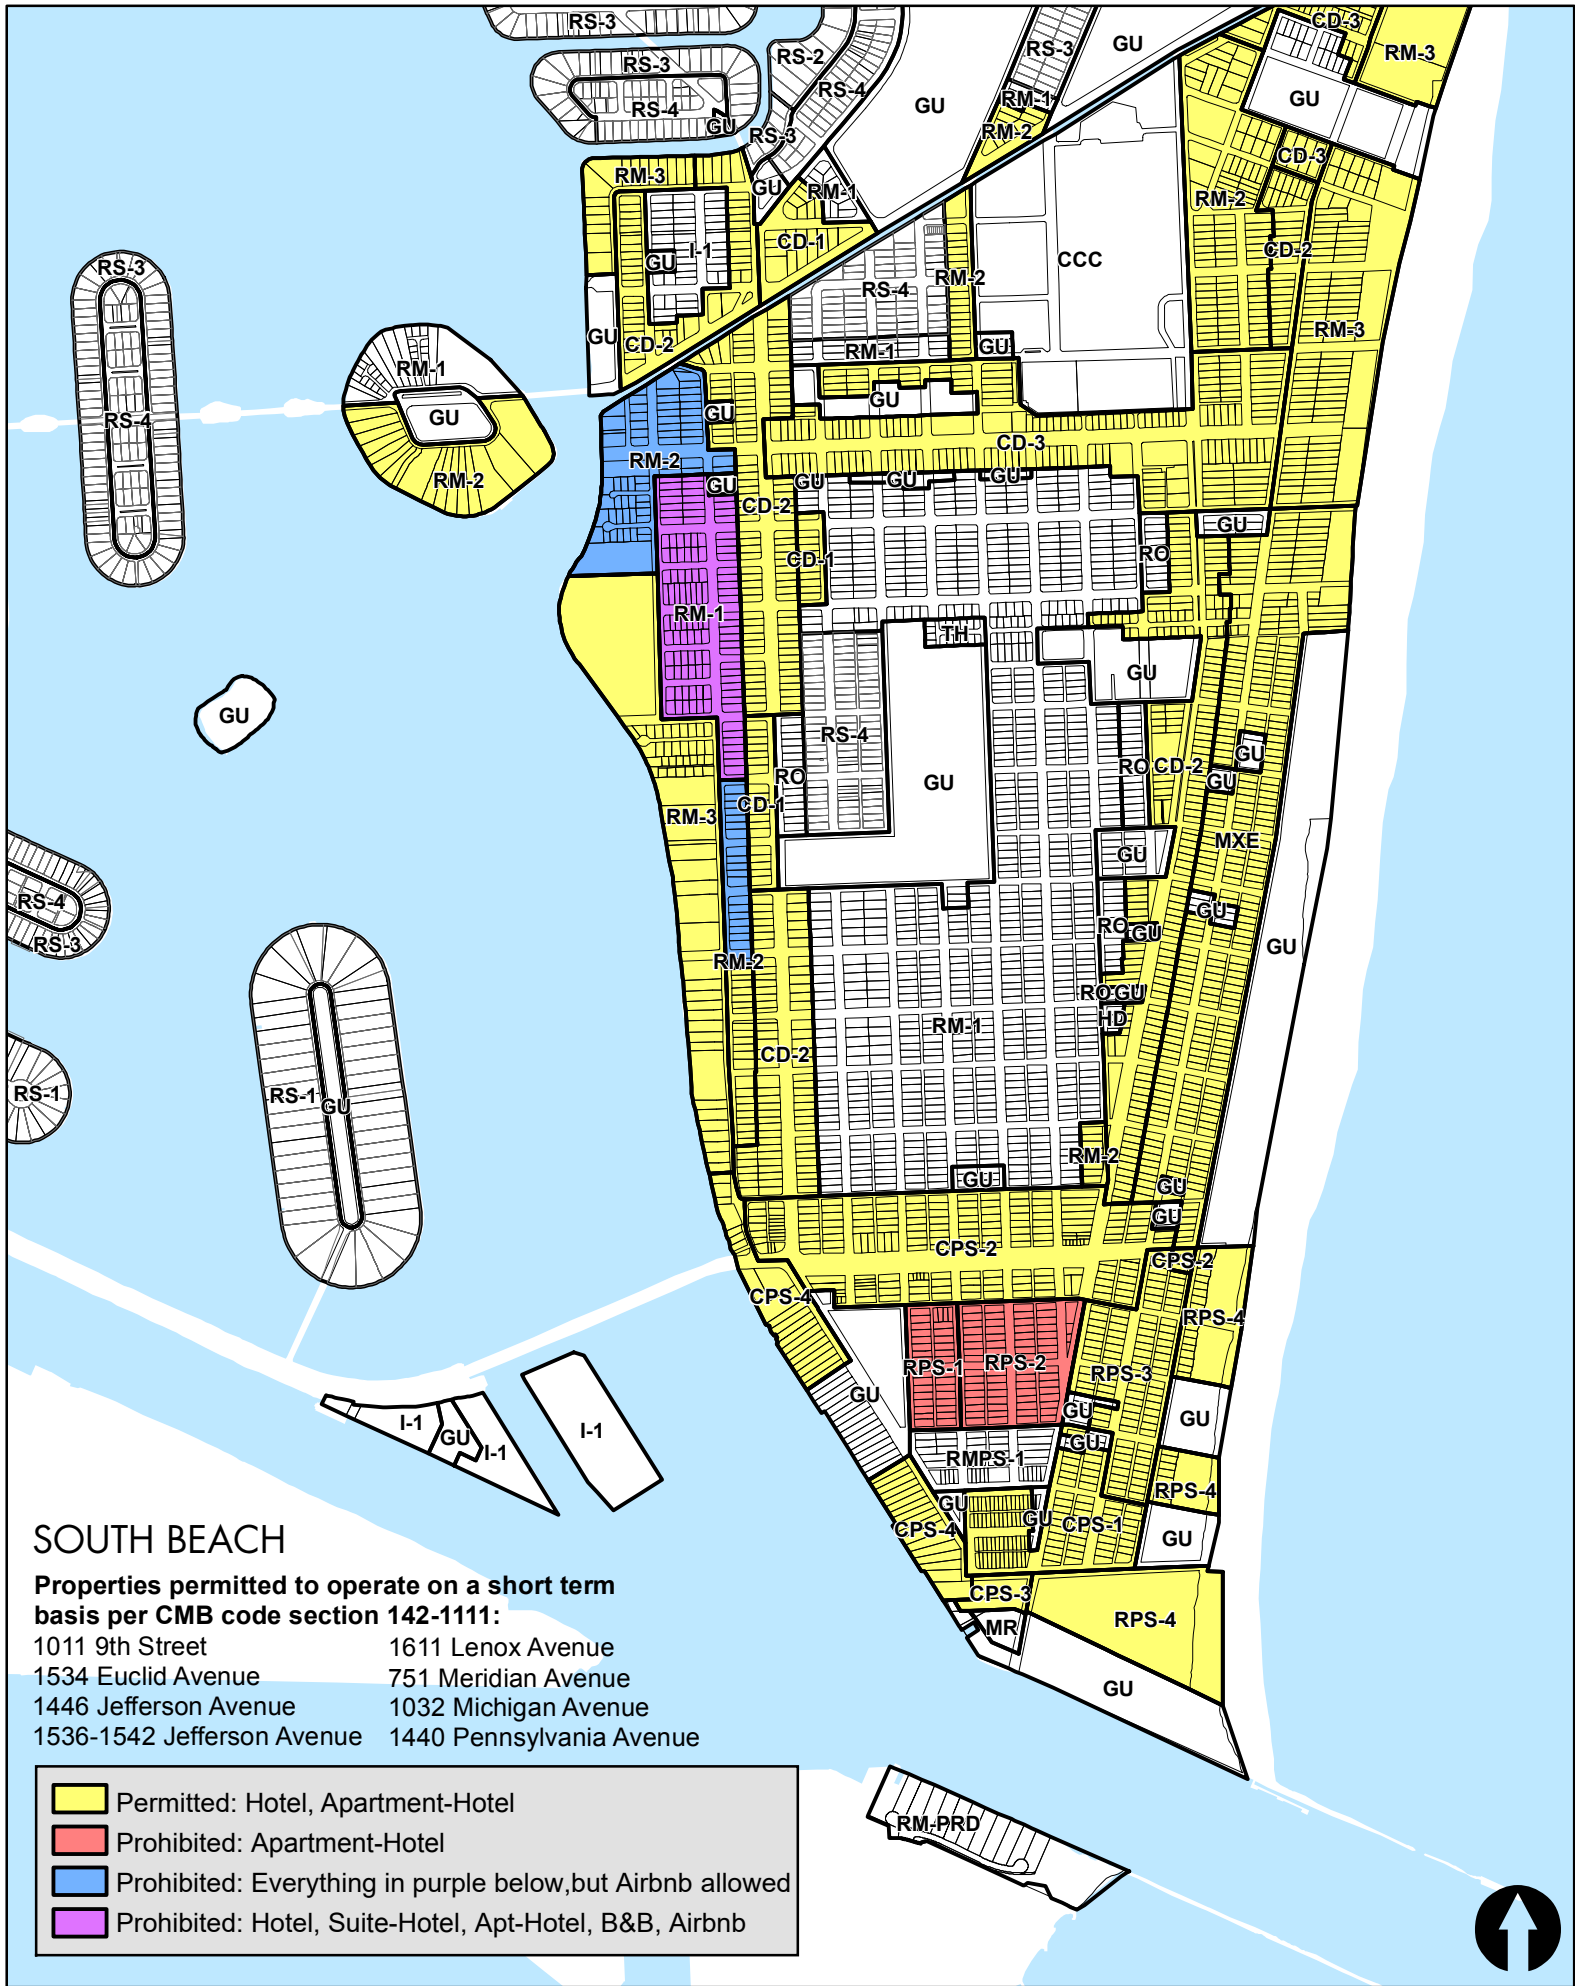 RS-3
CD-3
RS-3
RS-2
RS-3
GU
RM-3
RS-4
RS-4
GU
RM-1
GU
GU
RS-3
RM-2
CD-3
RM-3
GU
RM-1
RM-2
CD-1
I-1
GU
CD-2
RS-3
RS-4
RM-2
CCC
RM-3
GU
CD-2
RM-1
GU
RM-1
GU
GU
GU
RS-4
CD-3
RM-2
RM-2
GU
GU
GU
GU
CD-2
GU
RO
CD-1
RM-1
TH
GU
GU
RS-4
GU
RO
CD-2
GU
RO
GU
CD-1
RM-3
MXE
GU
RS-4
RS-3
GU
RO
GU
GU
RM-2
RO
GU
HD
RM-1
CD-2
RS-1
GU
RS-1
RM-2
GU
GU
GU
CPS-2
CPS-2
CPS-4
RPS-4
RPS-1
RPS-2
RPS-3
GU
GU
GU
I-1
GU
I-1
I-1
GU
RMPS-1
RPS-4
GU
GU
CPS-4
CPS-1
GU
CPS-3
RPS-4
MR
GU
RM-PRD
SOUTH BEACH
Properties permitted to operate on a short term
basis per CMB code section 142-1111:
1011 9th Street
1534 Euclid Avenue
1446 Jefferson Avenue
1536-1542 Jefferson Avenue
1611 Lenox Avenue
751 Meridian Avenue
1032 Michigan Avenue
1440 Pennsylvania Avenue
Permitted: Hotel, Apartment-Hotel
Prohibited: Apartment-Hotel
Prohibited: Everything in purple below,but Airbnb allowed
Prohibited: Hotel, Suite-Hotel, Apt-Hotel, B&B, Airbnb